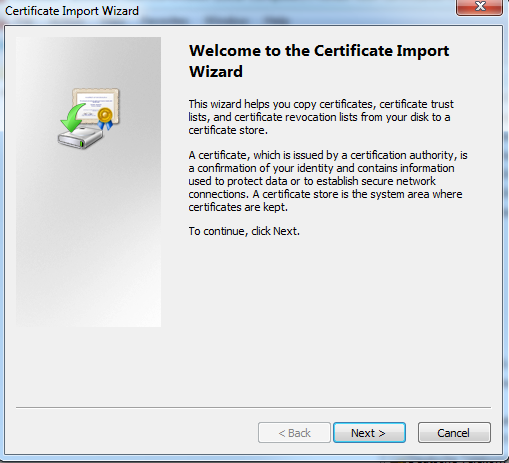 Certificate Import Wizard
Welcome to the Certificate Import
Wizard
This wizard helps you copy certificates, certificate trust
lists, and certificate revocation lists from your disk to a
certificate store.
A certificate, which is issued by a certification authority, is
a confirmation of your identity and contains information
used to protect data or to establish secure network
connections. A certificate store is the system area where
certificates are kept.
To continue, click Next.
< Back
Next >
Cancel